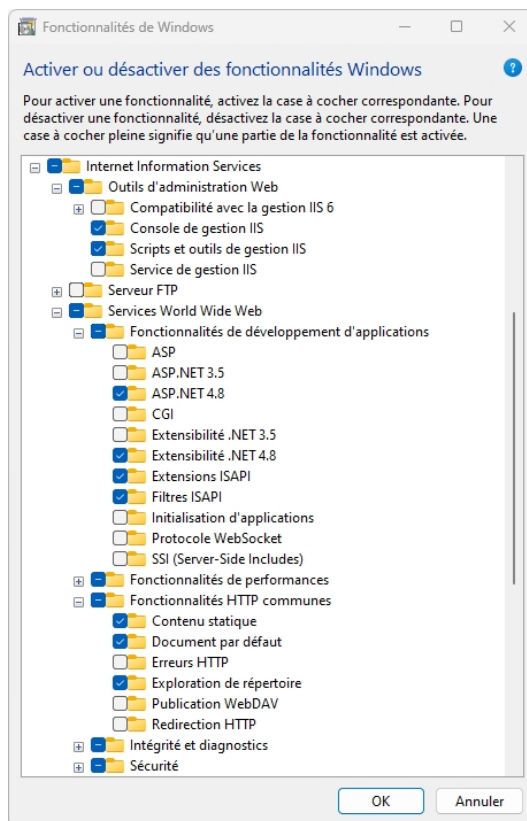 Fonctionnalités de Windows
Activer ou désactiver des fonctionnalités Windows
?
Pour activer une fonctionnalité, activez la case à cocher correspondante. Pour
désactiver une fonctionnalité, désactivez la case à cocher correspondante. Une
case à cocher pleine signifie qu'une partie de la fonctionnalité est activée.
Internet Information Services
Outils d'administration Web
Compatibilité avec la gestion IIS 6
Console de gestion IIS
Scripts et outils de gestion IIS
Service de gestion IIS
Serveur FTP
Services World Wide Web
Fonctionnalités de développement d'applications
ASP
ASP.NET 3.5
ASP.NET 4.8
CGI
Extensibilité .NET 3.5
Extensibilité .NET 4.8
Extensions ISAPI
Filtres ISAPI
Initialisation d'applications
Protocole WebSocket
SSI (Server-Side Includes)
Fonctionnalités de performances
Fonctionnalités HTTP communes
Contenu statique
Document par défaut
Erreurs HTTP
Exploration de répertoire
Publication WebDAV
Redirection HTTP
Intégrité et diagnostics
Sécurité
OK
Annuler